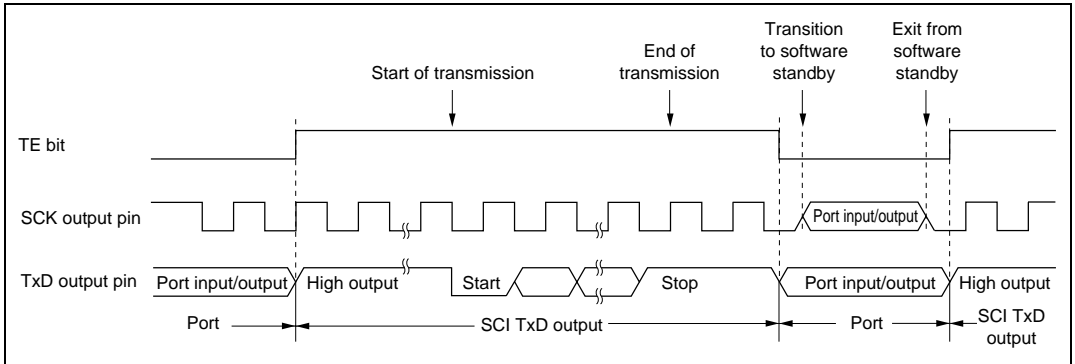 Start of transmission
End of
transmission
Transition
to software
standby
Exit from
software
standby
TE bit
SCK output pin
Port input/output
TxD output pin
Port input/output
High output
Start
Stop
Port input/output
High output
Port
SCI TxD output
Port
SCI TxD
output